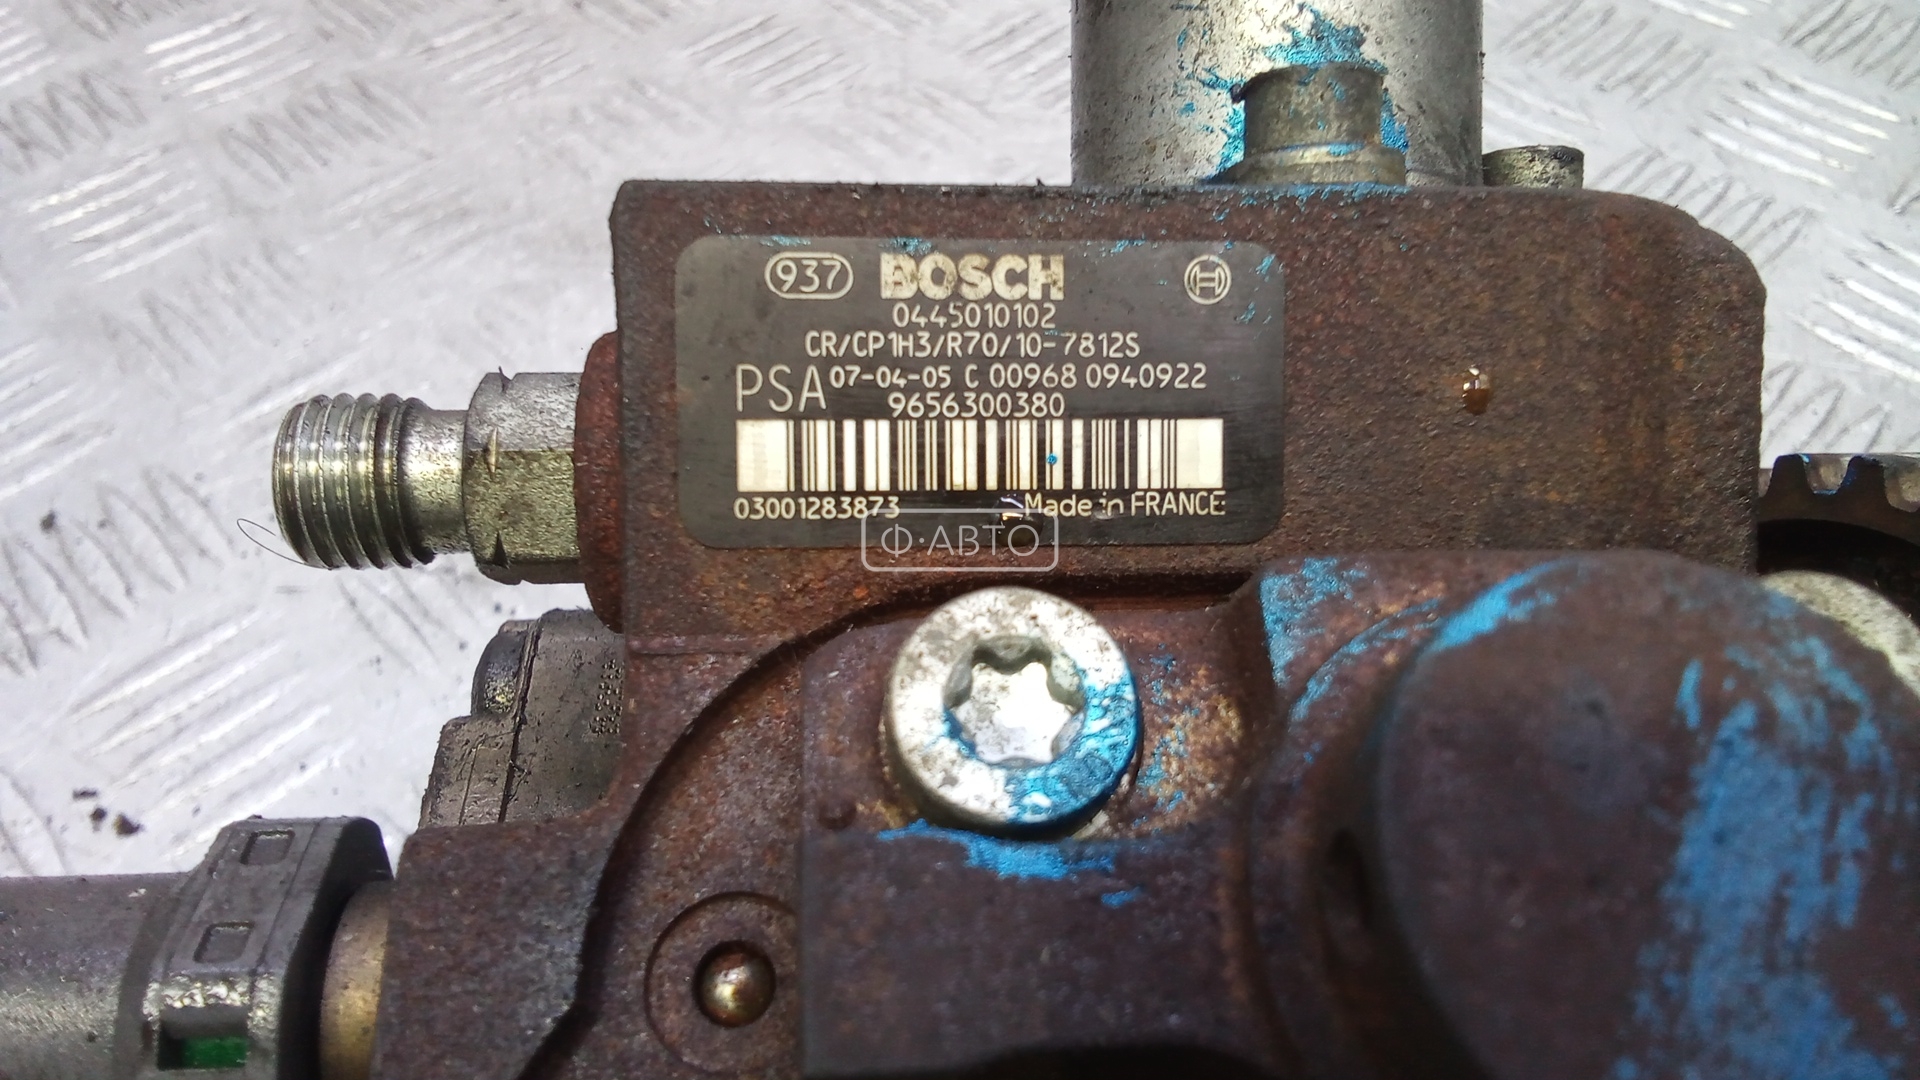 937 BOSCH
0445010102
CR/CP1H3/R70/10-7812S
PSA 07-04-05 C 00968 0940922
9656300380
03001283873 Made in FRANCE
Ф·АВТО